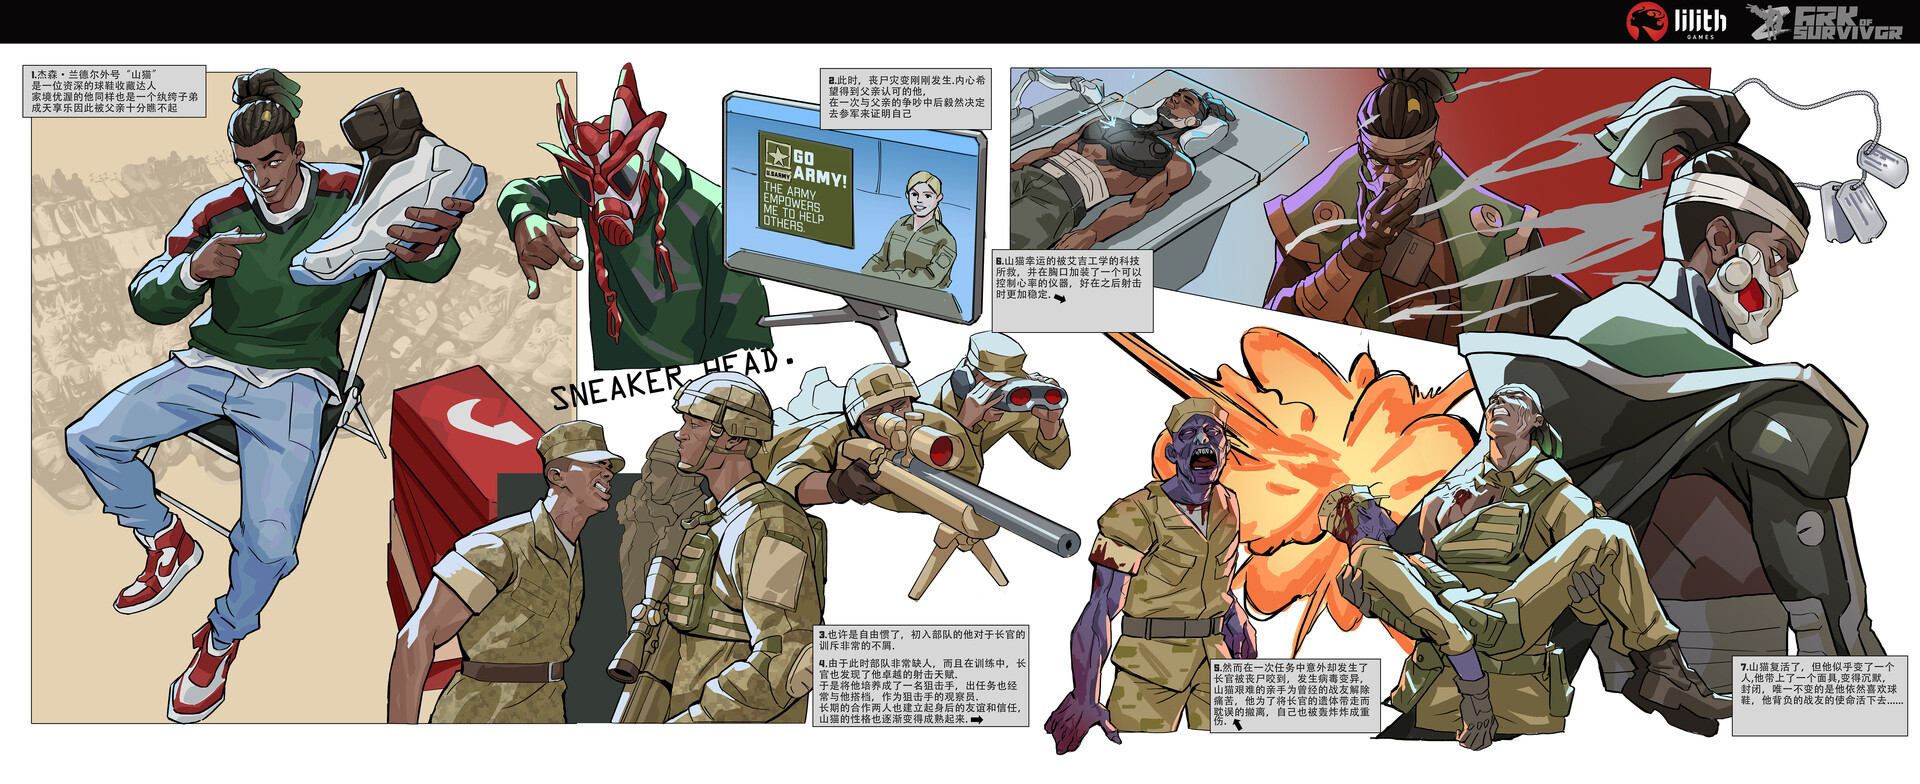 lilith
GAMES
ARK OF SURVIVOR
1.杰森·兰德尔外号“山猫”
是一位资深的球鞋收藏达人
家境优渥的他同样也是一个纨绔子弟
成天享乐因此被父亲十分瞧不起
2.此时，丧尸灾变刚刚发生.内心希
望得到父亲认可的他,
在一次与父亲的争吵中后毅然决定
去参军来证明自己
GO
ARMY!
U.S.ARMY
THE ARMY
EMPOWERS
ME TO HELP
OTHERS.
SNEAKER HEAD.
3.也许是自由惯了，初入部队的他对于长官的
训斥非常的不屑.
4.由于此时部队非常缺人，而且在训练中，长
官也发现了他卓越的射击天赋.
于是将他培养成了一名狙击手，出任务也经
常与他搭档，作为狙击手的观察员.
长期的合作两人也建立起身后的友谊和信任,
山猫的性格也逐渐变得成熟起来.
5.然而在一次任务中意外却发生了
长官被丧尸咬到，发生病毒变异,
山猫艰难的亲手为曾经的战友解除
痛苦，他为了将长官的遗体带走而
耽误的撤离，自己也被轰炸炸成重
伤.
6.山猫幸运的被艾吉工学的科技
所救，并在胸口加装了一个可以
控制心率的仪器，好在之后射击
时更加稳定.
7.山猫复活了，但他似乎变了一个
人,他带上了一个面具,变得沉默,
封闭，唯一不变的是他依然喜欢球
鞋，他背负的战友的使命活下去......